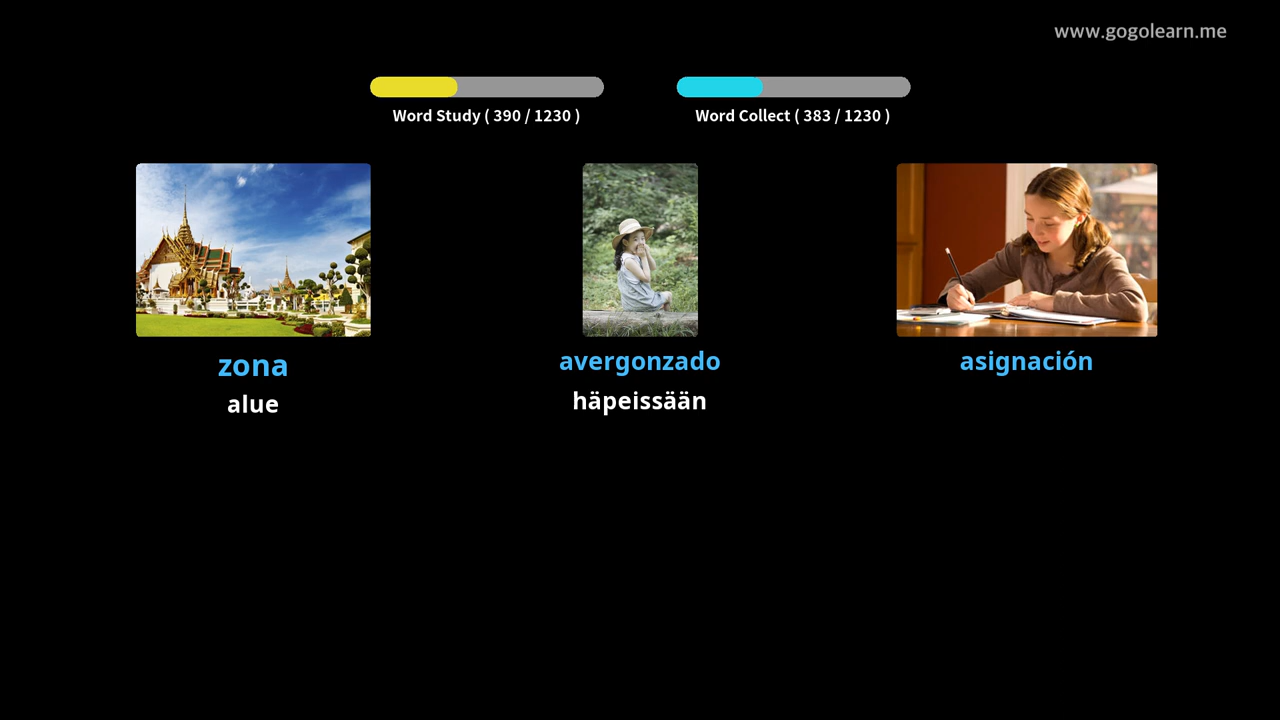 www.gogolearn.me
Word Study ( 390 / 1230 )
Word Collect ( 383 / 1230 )
zona
alue
avergonzado
häpeissään
asignación